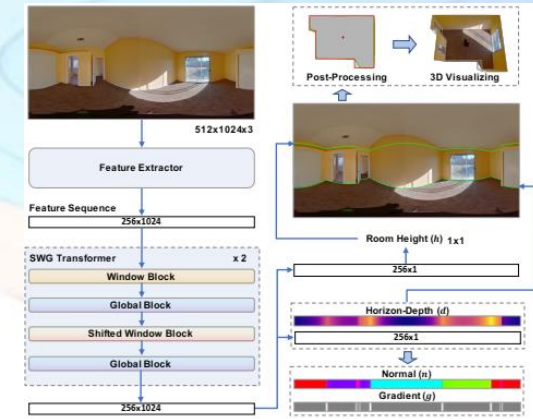 512x1024x3
Feature Extractor
Feature Sequence
256x1024
SWG Transformer x 2
Window Block
Global Block
Shifted Window Block
Global Block
256x1024
Post-Processing
3D Visualizing
Room Height (h) 1x1
256x1
Horizon-Depth (d)
256x1
Normal (n)
Gradient (g)